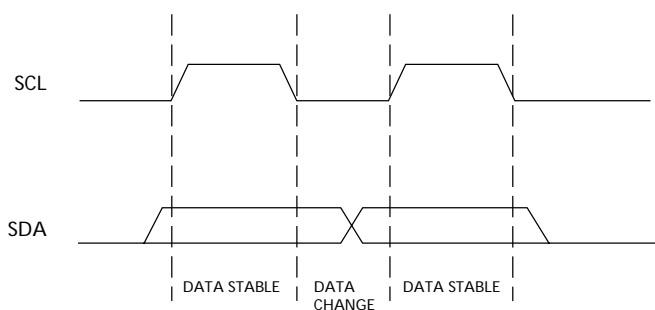 SCL
SDA
DATA STABLE
DATA
CHANGE
DATA STABLE